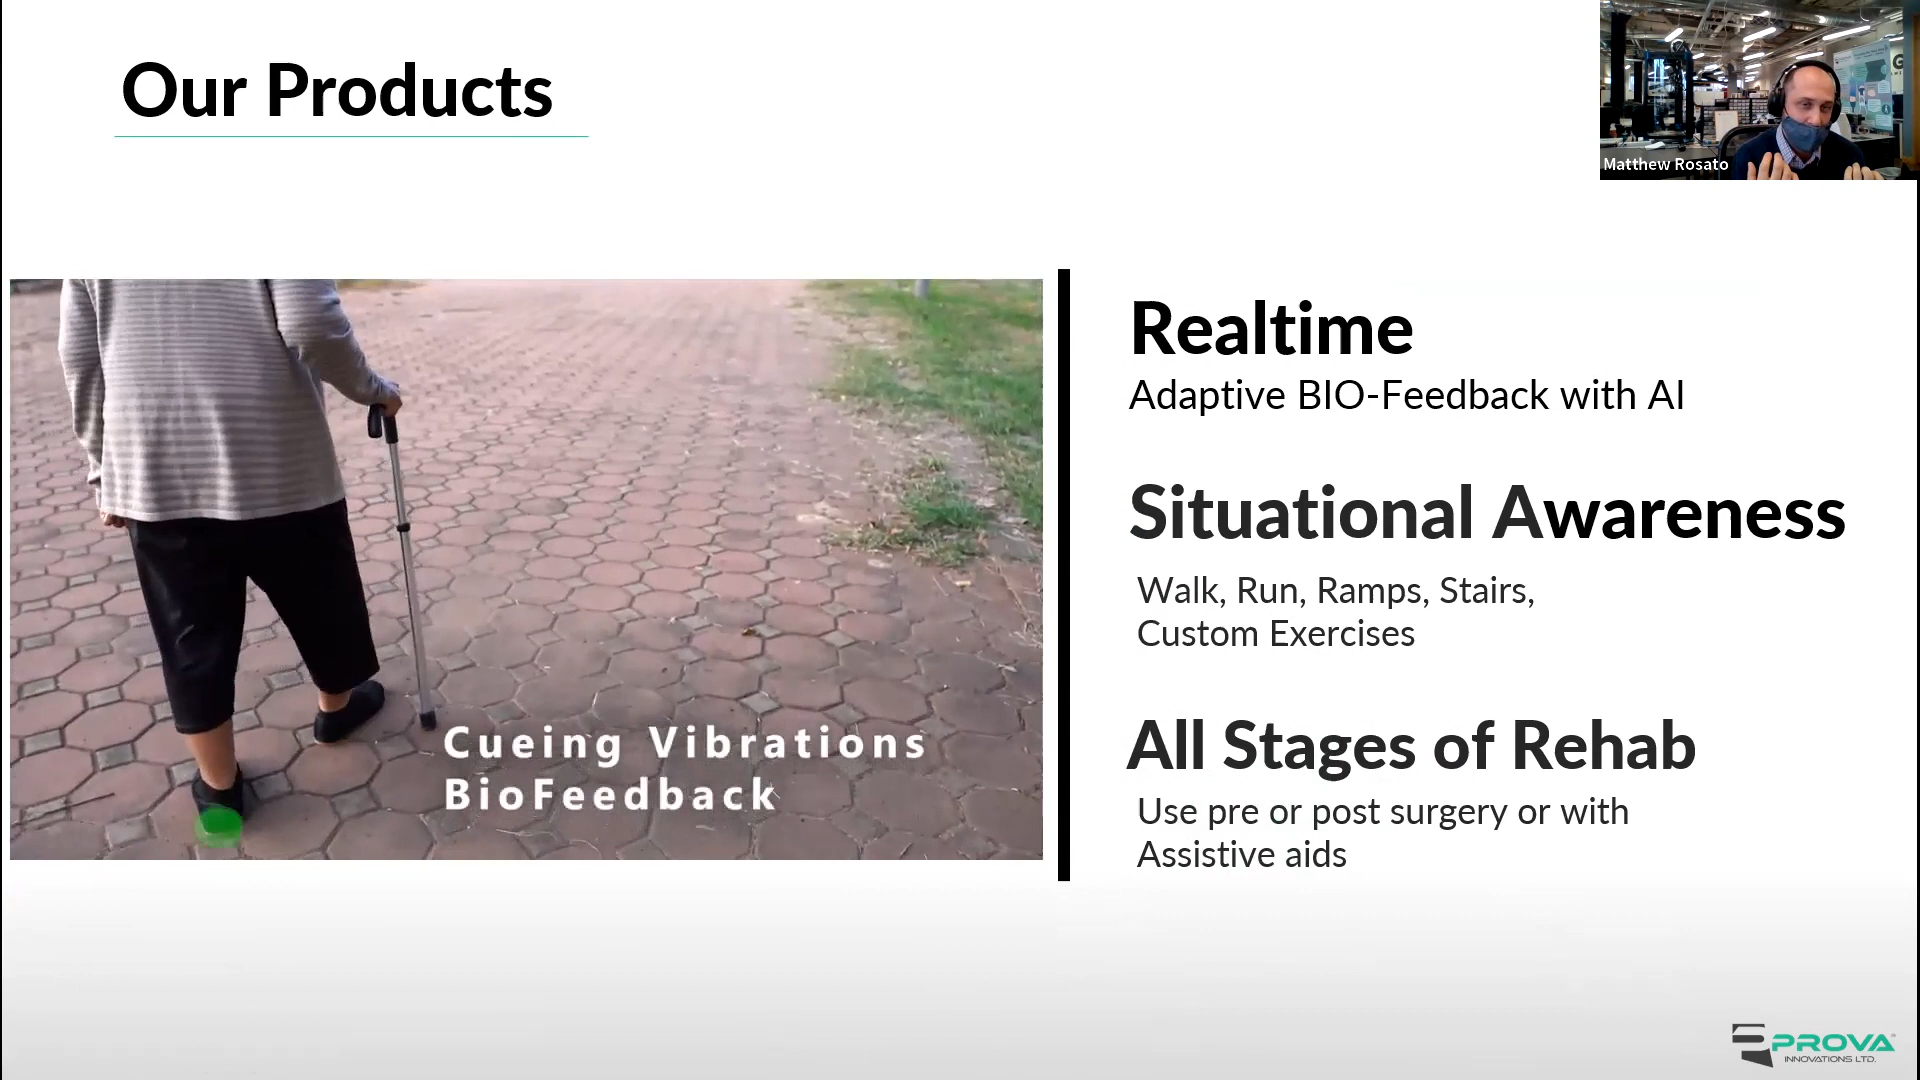 Our Products
Matthew Rosato
Cueing Vibrations
BioFeedback
Realtime
Adaptive BIO-Feedback with AI
Situational Awareness
Walk, Run, Ramps, Stairs,
Custom Exercises
All Stages of Rehab
Use pre or post surgery or with
Assistive aids
PROVA
INNOVATIONS LTD.